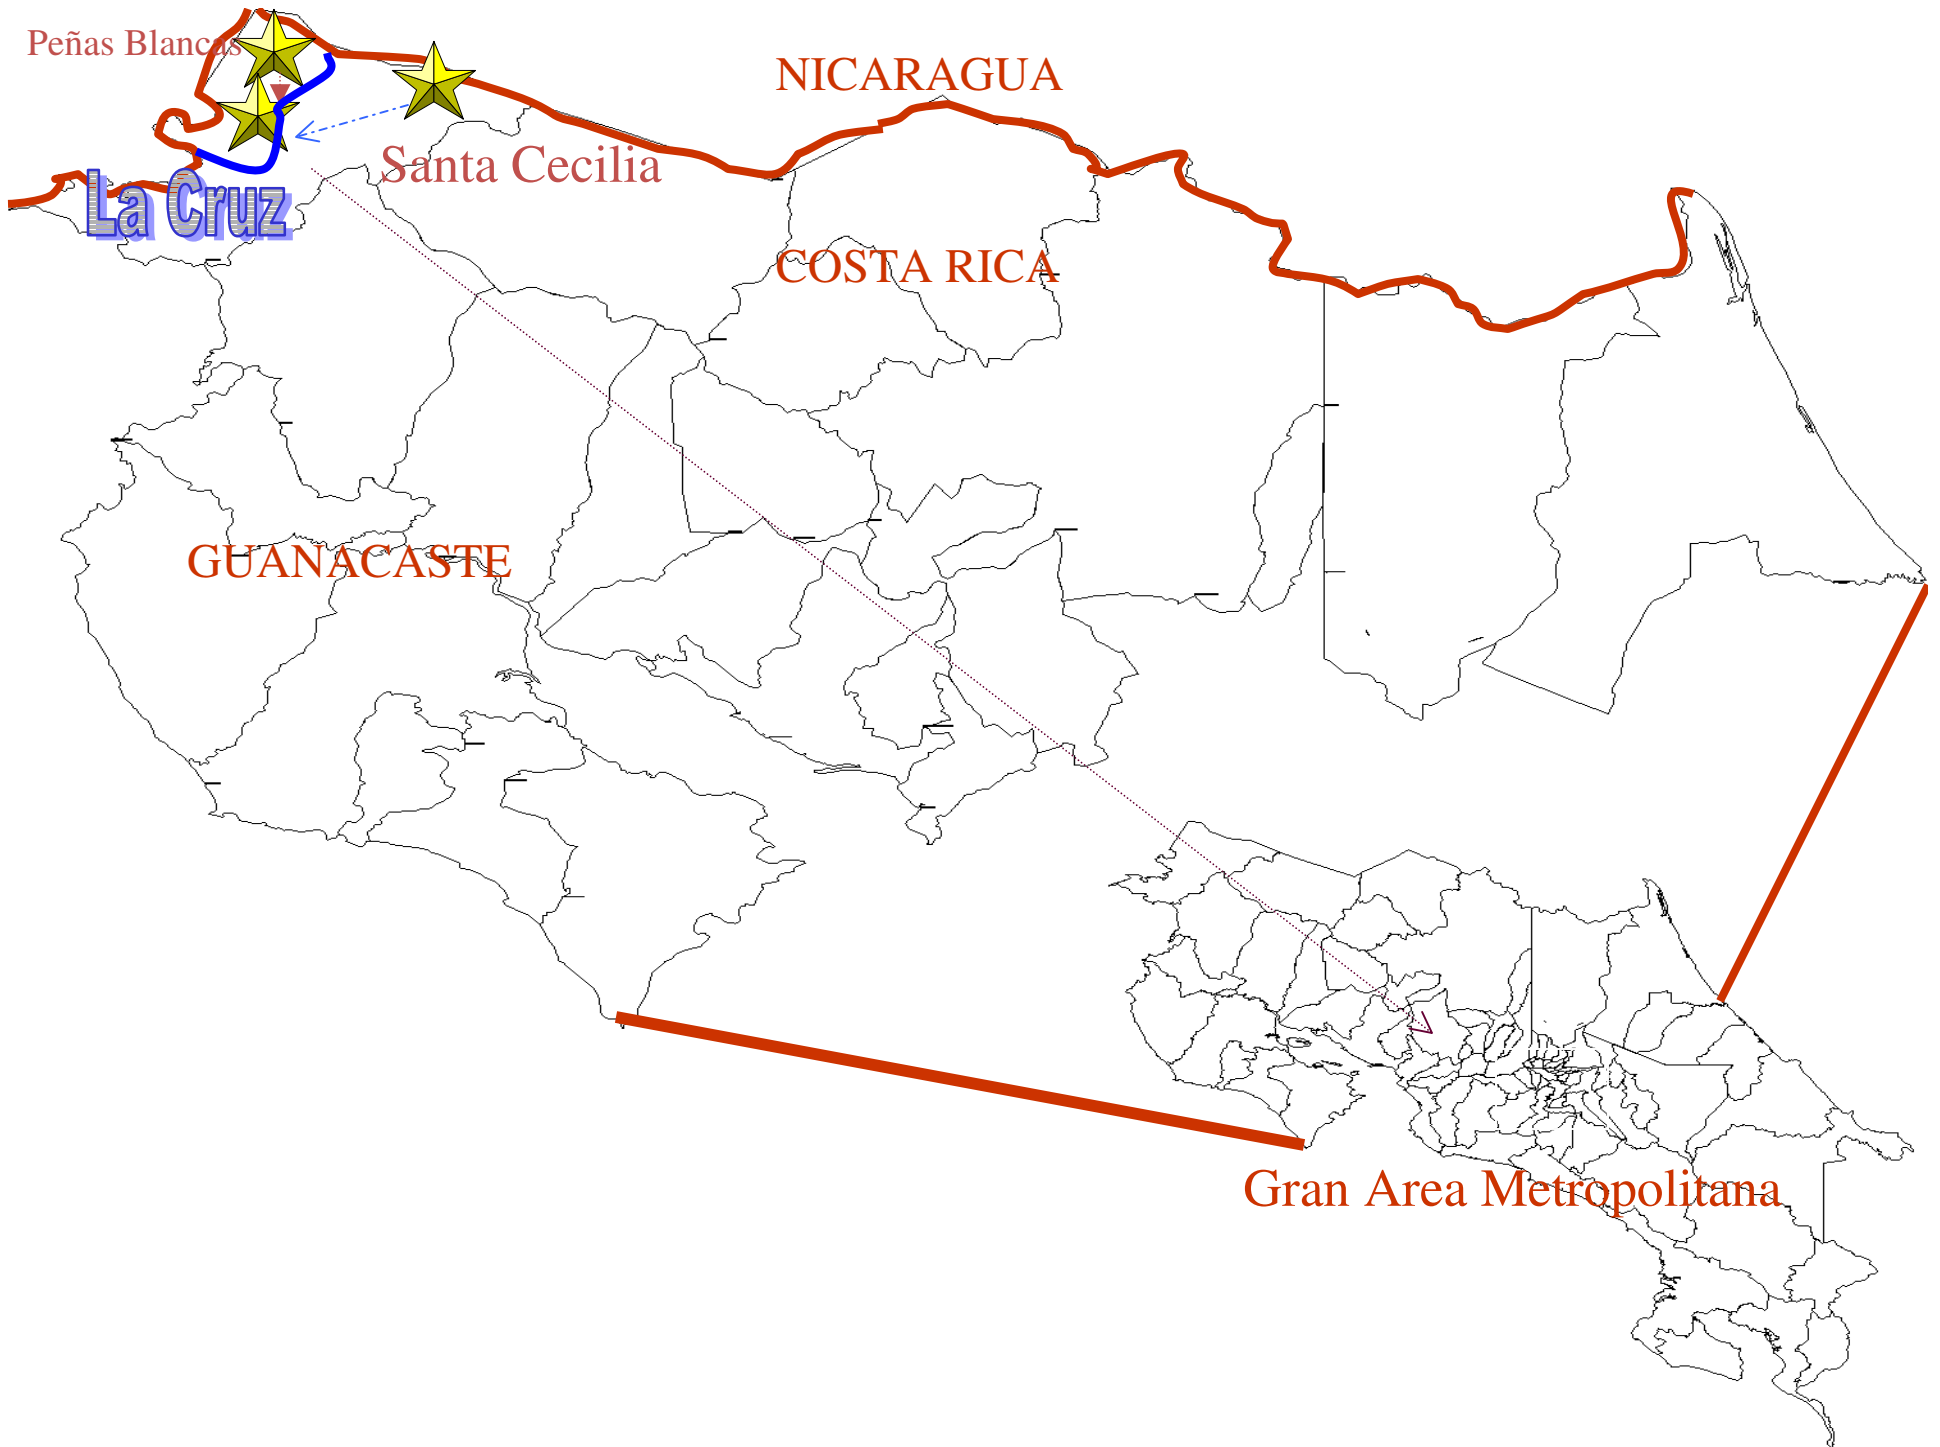 Peñas Blancas
NICARAGUA
Santa Cecilia
La Cruz
COSTA RICA
GUANACASTE
Gran Area Metropolitana